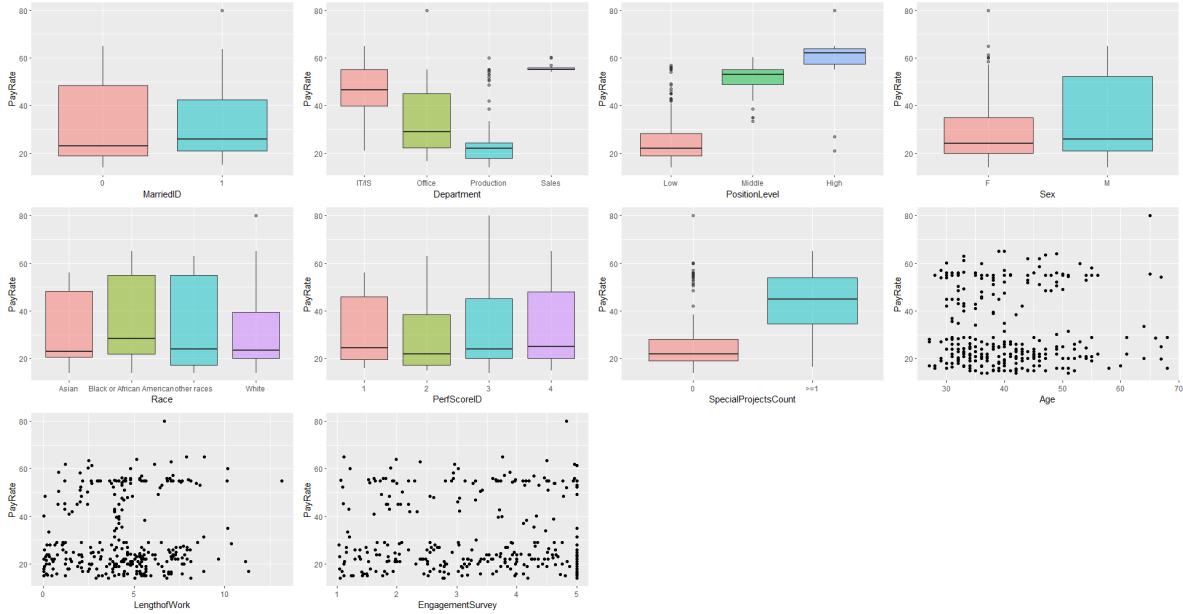 PayRate
80
60
40
20
0
1
MarriedID
PayRate
80
60
40
20
IT/IS
Office
Production
Sales
Department
PayRate
80
60
40
20
Low
Middle
High
PositionLevel
PayRate
80
60
40
20
F
M
Sex
PayRate
80
60
40
20
Asian
Black or African American
other races
White
Race
PayRate
80
60
40
20
1
2
3
4
PerfScoreID
PayRate
80
60
40
20
0
>=1
SpecialProjectsCount
PayRate
80
60
40
20
30
40
50
60
70
Age
PayRate
80
60
40
20
0
5
10
LengthofWork
PayRate
80
60
40
20
1
2
3
4
5
EngagementSurvey